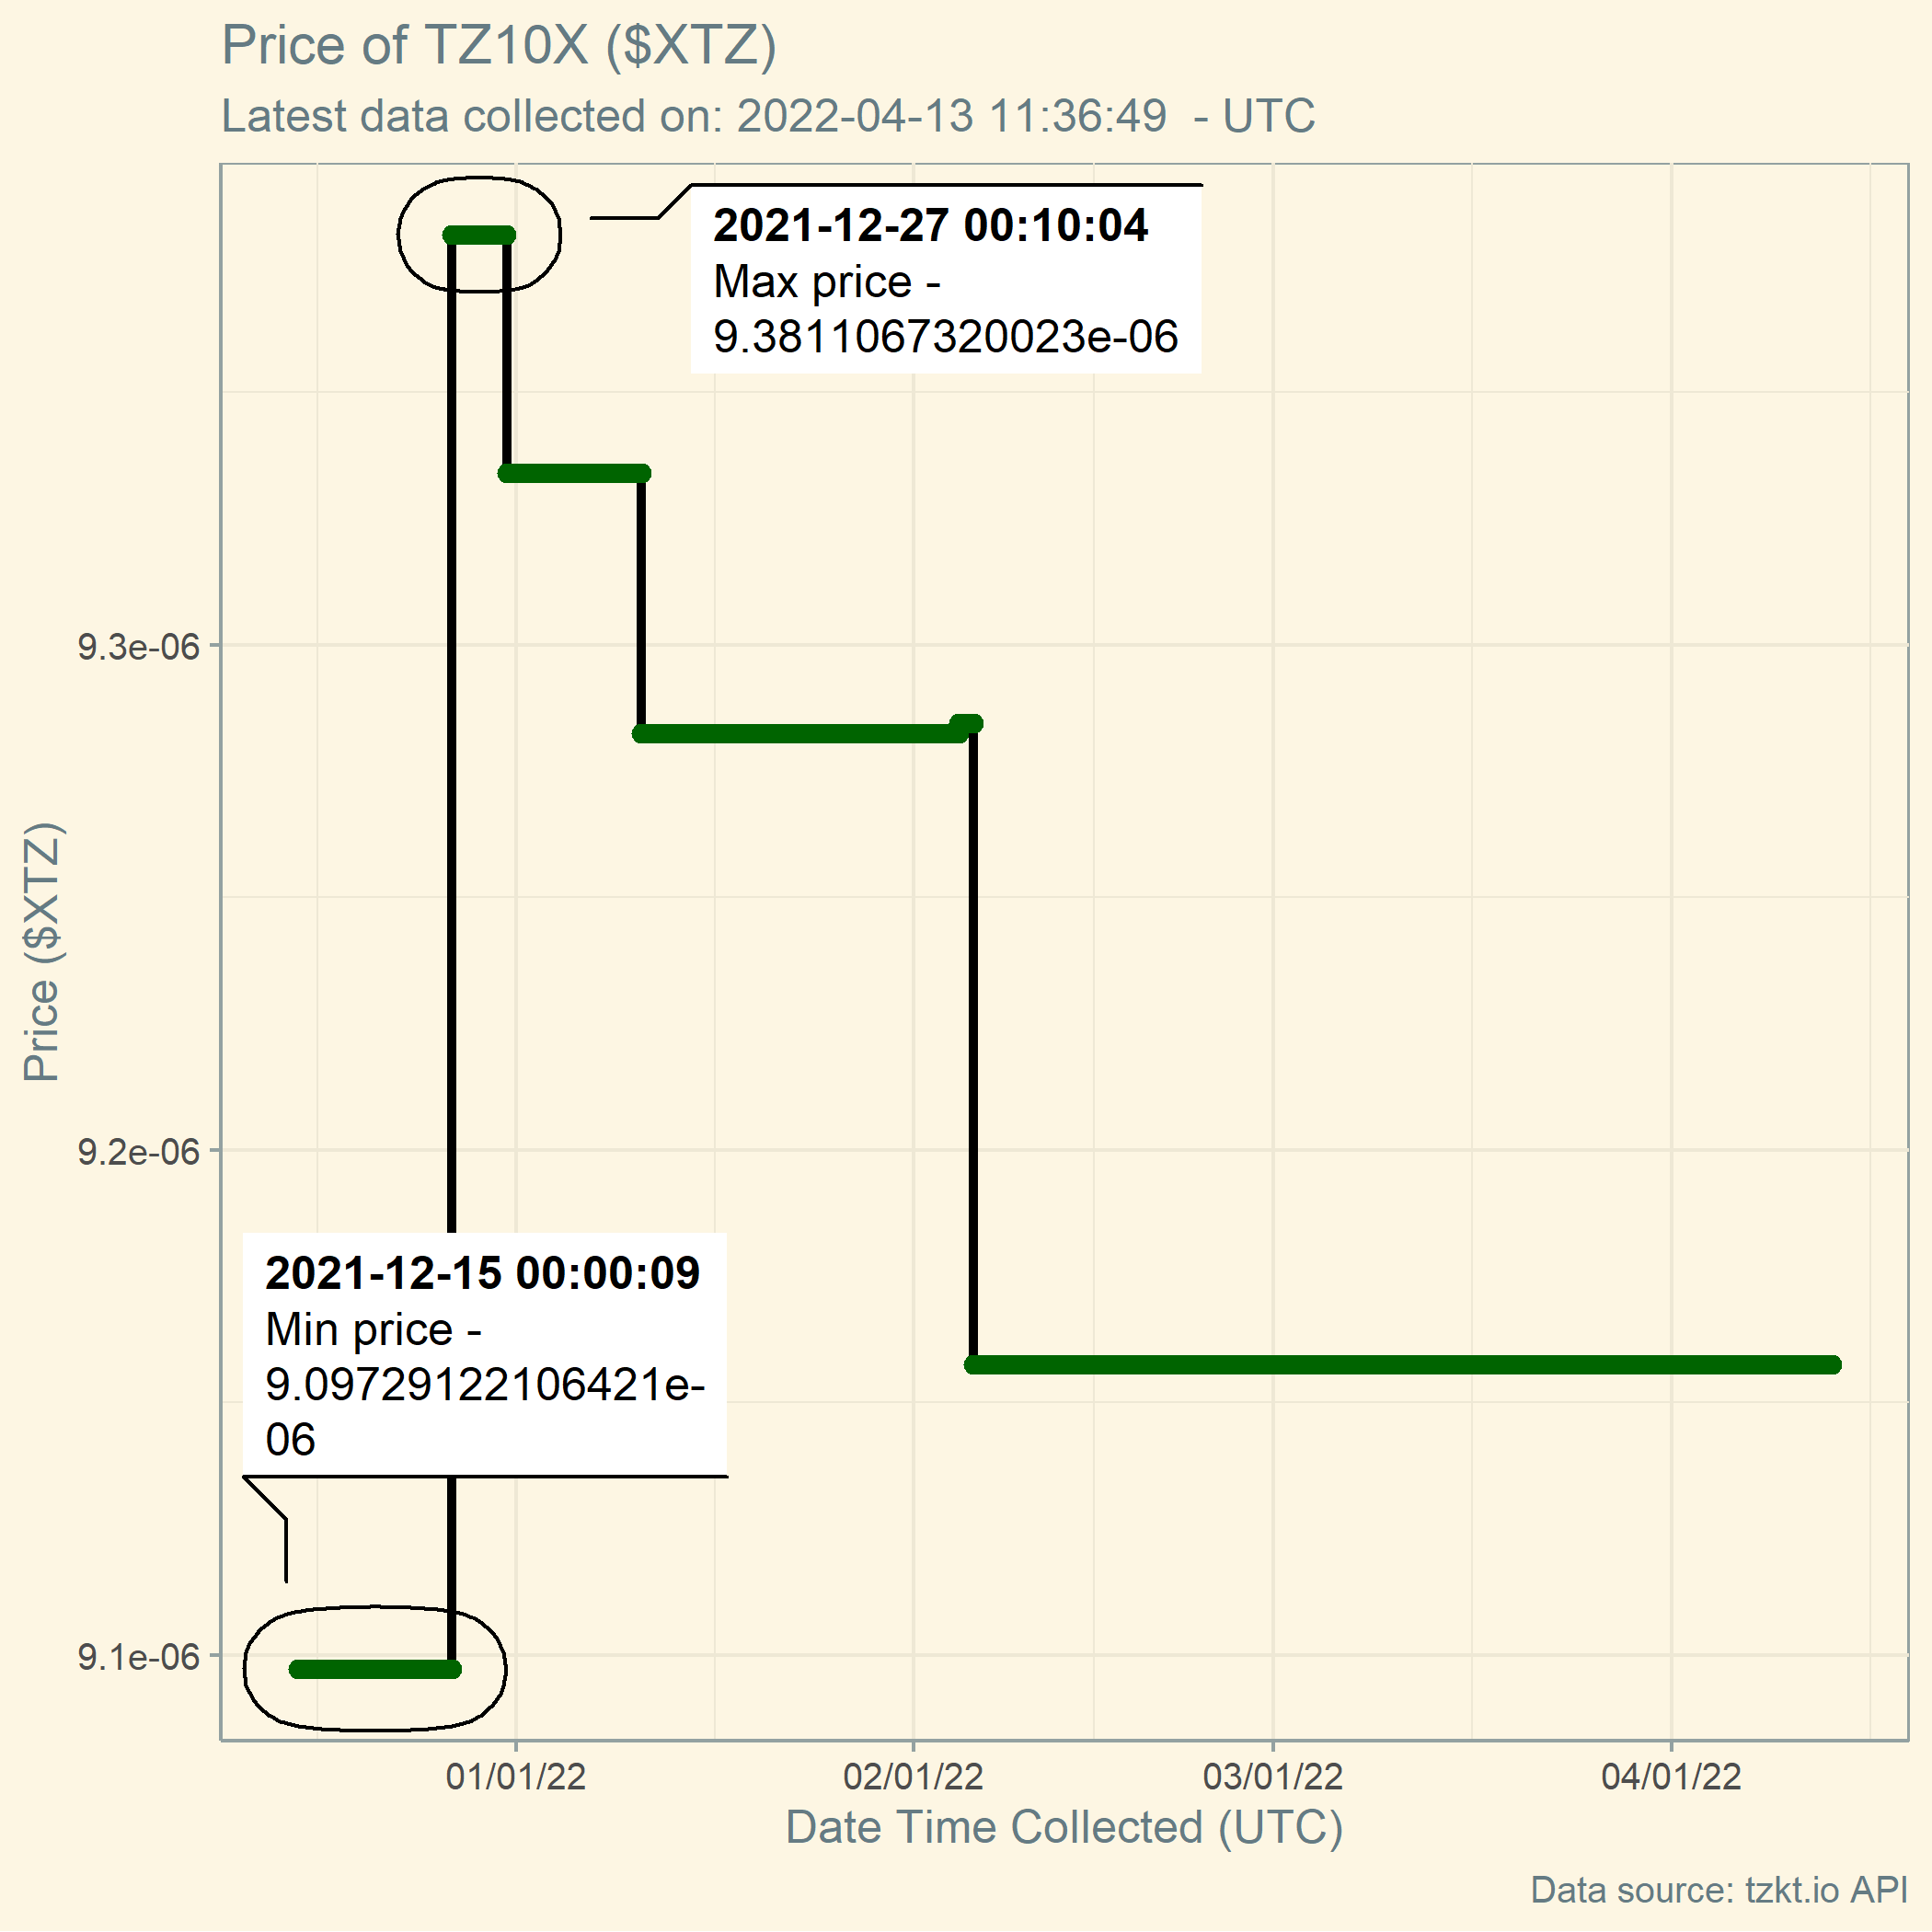 Price of TZ10X ($XTZ)
Latest data collected on: 2022-04-13 11:36:49  - UTC
2021-12-27 00:10:04
Max price -
9.3811067320023e-06
9.3e-06
Price ($XTZ)
9.2e-06
2021-12-15 00:00:09
Min price -
9.09729122106421e-
06
9.1e-06
01/01/22
02/01/22
03/01/22
04/01/22
Date Time Collected (UTC)
Data source: tzkt.io API